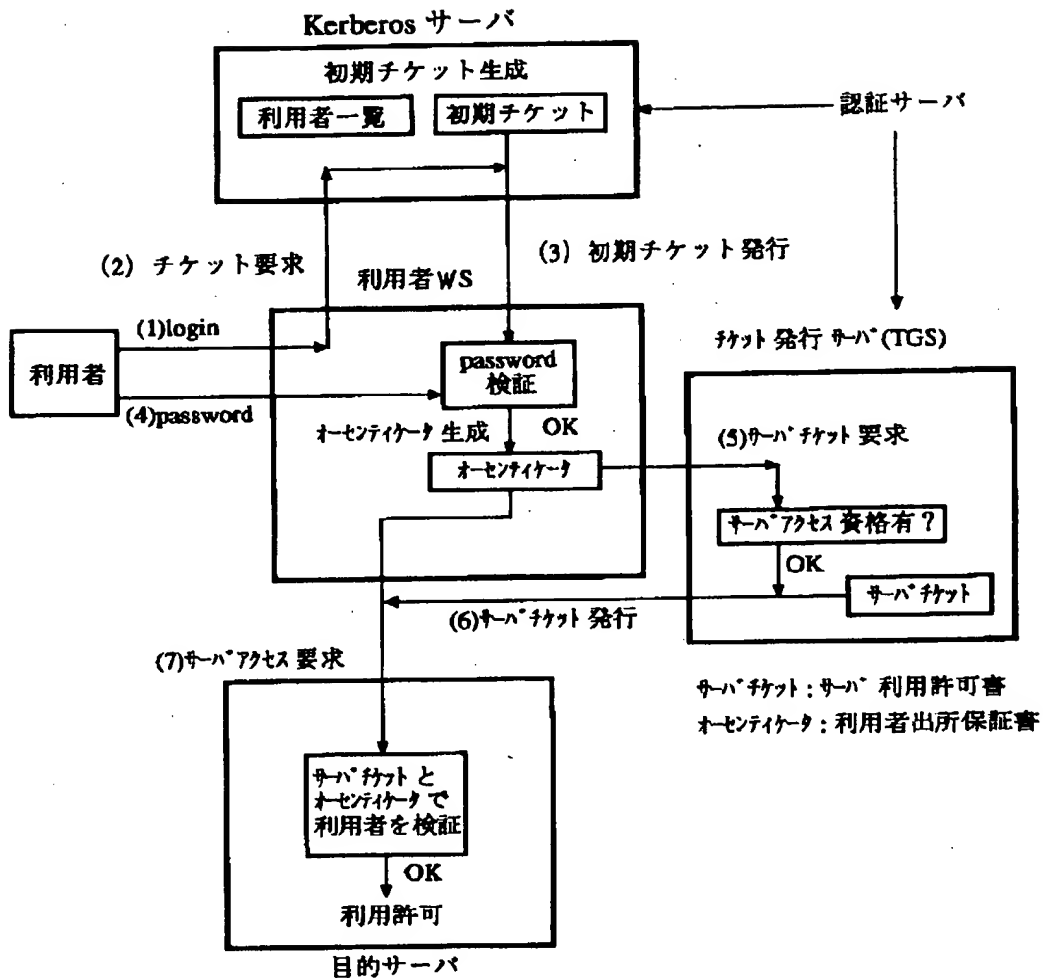 Kerberos サーバ
初期チケット生成
利用者一覧
初期チケット
認証サーバ
(2) チケット要求
(3) 初期チケット発行
利用者WS
(1)login
利用者
(4)password
password
検証
オーセンティケータ 生成
OK
オーセンティケータ
チケット 発行 サーバ(TGS)
(5)サーバチケット 要求
サーバアクセス 資格有?
OK
サーバチケット
(6)サーバチケット 発行
(7)サーバアクセス 要求
サーバチケット:サーバ 利用許可書
オーセンティケータ:利用者出所保証書
サーバチケット と
オーセンティケータ で
利用者を検証
OK
利用許可
目的サーバ